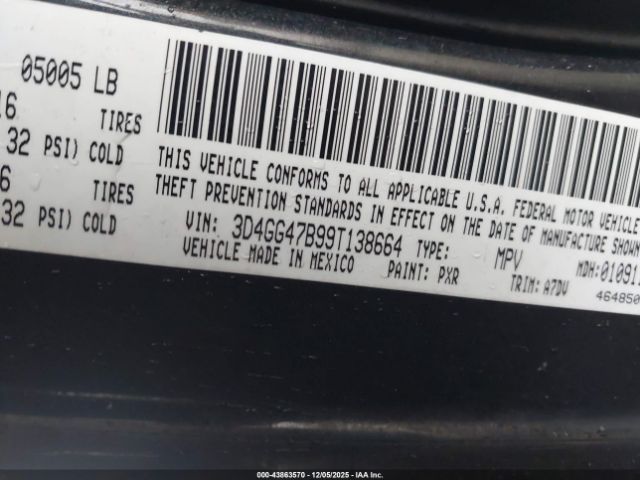 05005 LB
16 TIRES
32 PSI) COLD
6 TIRES
32 PSI) COLD
THIS VEHICLE CONFORMS TO ALL APPLICABLE U.S.A. FEDERAL MOTOR VEHICLE
THEFT PREVENTION STANDARDS IN EFFECT ON THE DATE OF MANUFACTURE SHOWN
VIN: 3D4GG47B99T138664 TYPE: MPV MDH:01091
VEHICLE MADE IN MEXICO PAINT: PXR TRIM: A7DV
464850
000-43863570 - 12/05/2025 - IAA Inc.